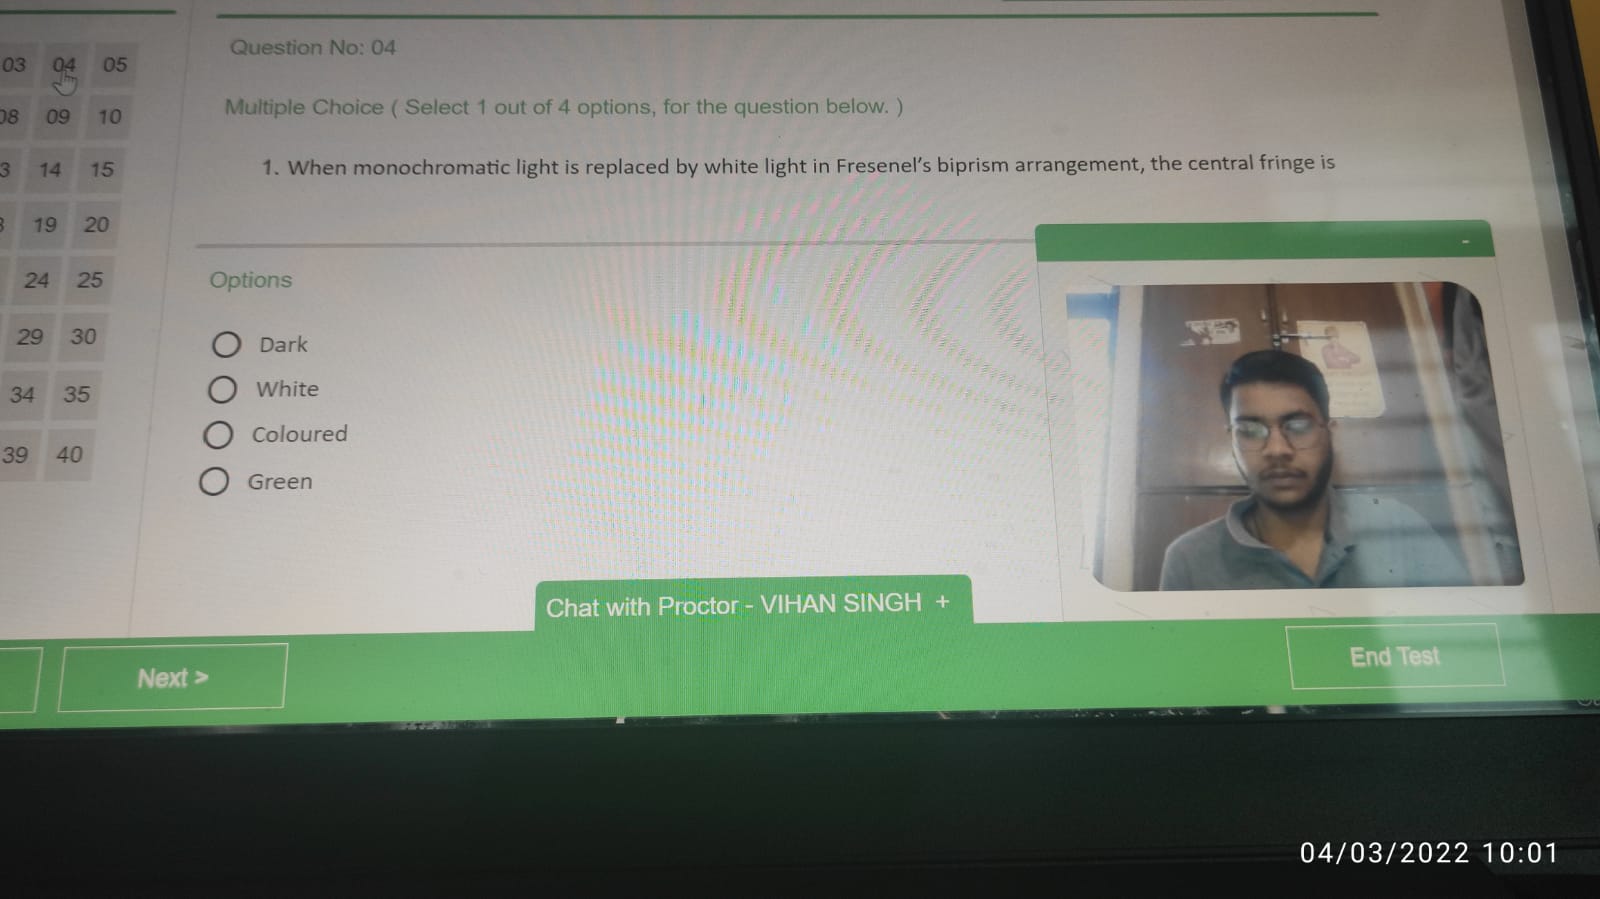 Question No: 04
03 04 05
Multiple Choice ( Select 1 out of 4 options, for the question below. )
08 09 10
1. When monochromatic light is replaced by white light in Fresenel's biprism arrangement, the central fringe is
3 14 15
19 20
24 25
29 30
34 35
39 40
Options
Dark
White
Coloured
Green
-
Chat with Proctor - VIHAN SINGH +
Next >
End Test
04/03/2022 10:01